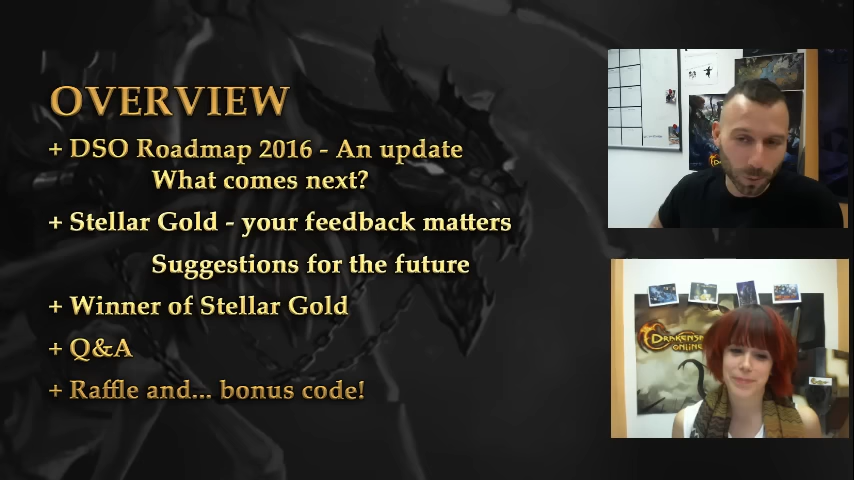 OVERVIEW
+ DSO Roadmap 2016 - An update
What comes next?
+ Stellar Gold - your feedback matters
Suggestions for the future
+ Winner of Stellar Gold
+ Q&A
+ Raffle and... bonus code!
ONLINE